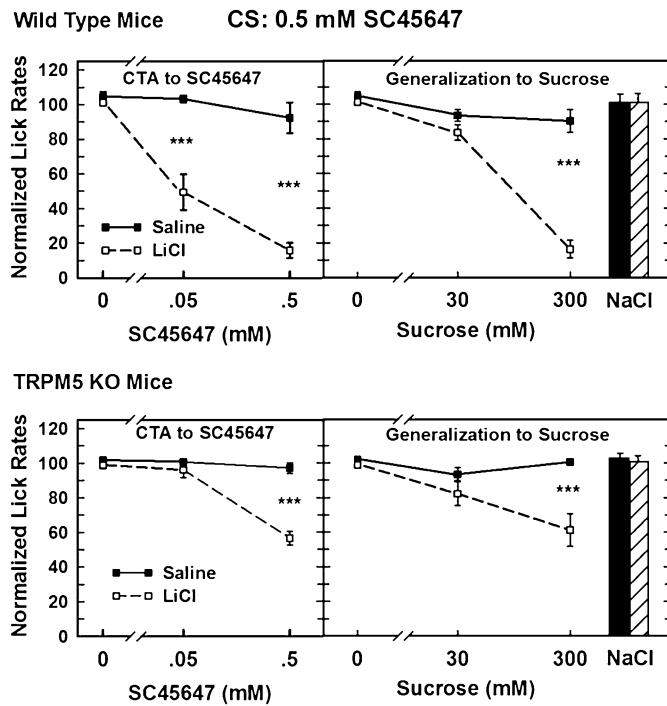 Wild Type Mice CS: 0.5 mM SC45647
CTA to SC45647 Generalization to Sucrose
120
100
80
60
40
20
0
Normalized Lick Rates
***
***
***
Saline
LiCl
0 .05 .5 0 30 300 NaCl
SC45647 (mM) Sucrose (mM)
TRPM5 KO Mice
CTA to SC45647 Generalization to Sucrose
120
100
80
60
40
20
0
Normalized Lick Rates
***
***
Saline
LiCl
0 .05 .5 0 30 300 NaCl
SC45647 (mM) Sucrose (mM)